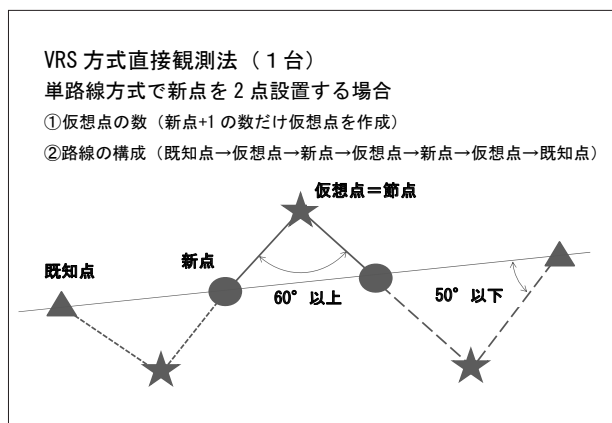 VRS 方式直接観測法（１台）
単路線方式で新点を 2 点設置する場合
①仮想点の数（新点+1 の数だけ仮想点を作成）
②路線の構成（既知点→仮想点→新点→仮想点→新点→仮想点→既知点）
仮想点＝節点
既知点
新点
60° 以上
50° 以下